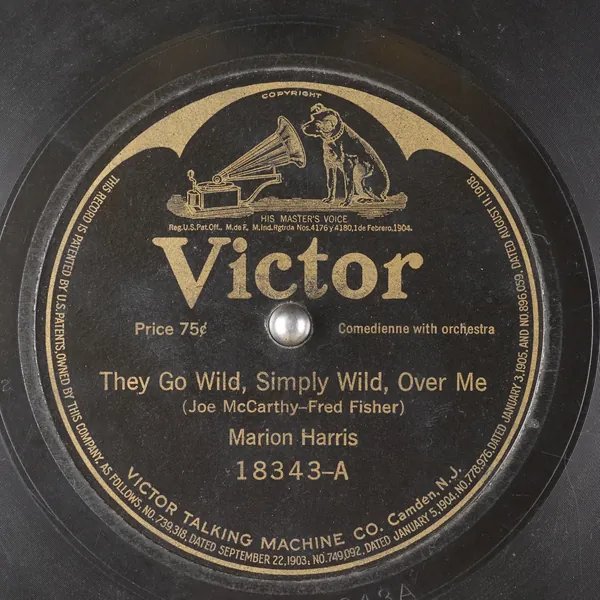 COPYRIGHT
HIS MASTER'S VOICE
Reg.U.S.Pat.Off. M.de F. M.Ind.Rgtrda Nos.4176 y 4180,1 de Febrero,1904.
Victor
Price 75¢
Comedienne with orchestra
They Go Wild, Simply Wild, Over Me
(Joe McCarthy–Fred Fisher)
Marion Harris
18343–A
VICTOR TALKING MACHINE CO. Camden, N.J.
THIS RECORD IS PATENTED BY U.S.PATENTS, OWNED BY THIS COMPANY, AS FOLLOWS, NO.739,318, DATED SEPTEMBER 22,1903; NO.749,092, DATED JANUARY 5,1904; NO.778,976, DATED JANUARY 3,1905, AND NO.896,059, DATED AUGUST 11,1908.